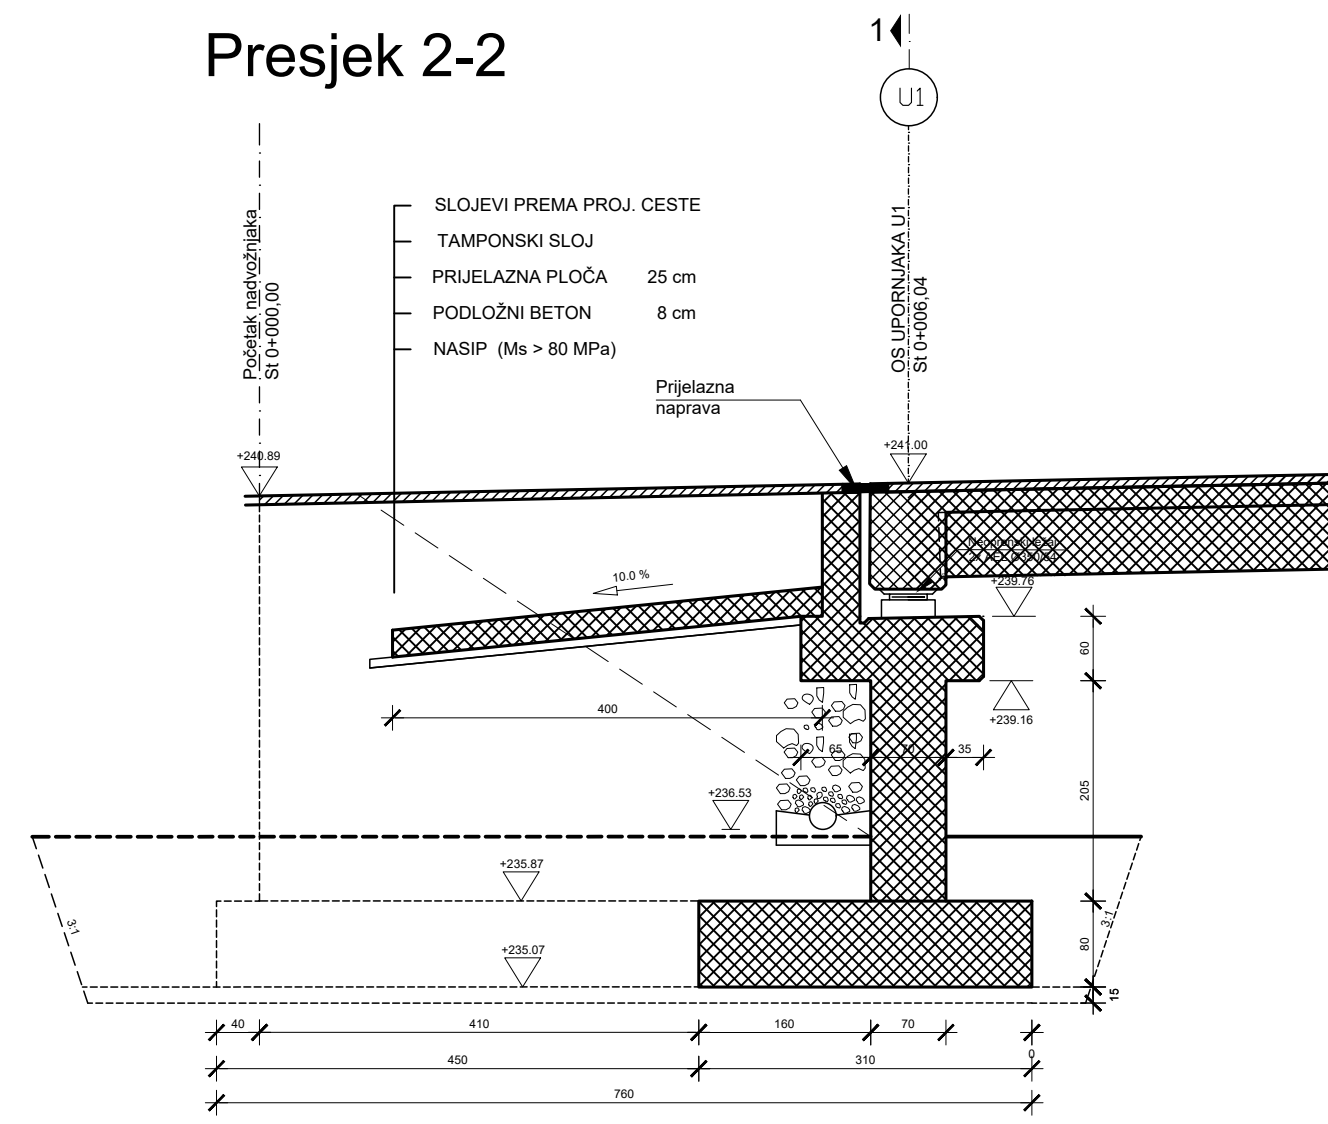 Presjek 2-2
1
U1
Početak nadvožnjaka
St 0+000,00
SLOJEVI PREMA PROJ. CESTE
TAMPONSKI SLOJ
PRIJELAZNA PLOČA 25 cm
PODLOŽNI BETON 8 cm
NASIP (Ms > 80 MPa)
OS UPORNJAKA U1
St 0+006,04
Prijelazna
naprava
+240.89
+241.00
10.0 %
+239.76
60
+239.16
400
65
70
35
205
+236.53
+235.87
3:1
3:1
80
+235.07
15
40
410
160
70
0
450
310
760